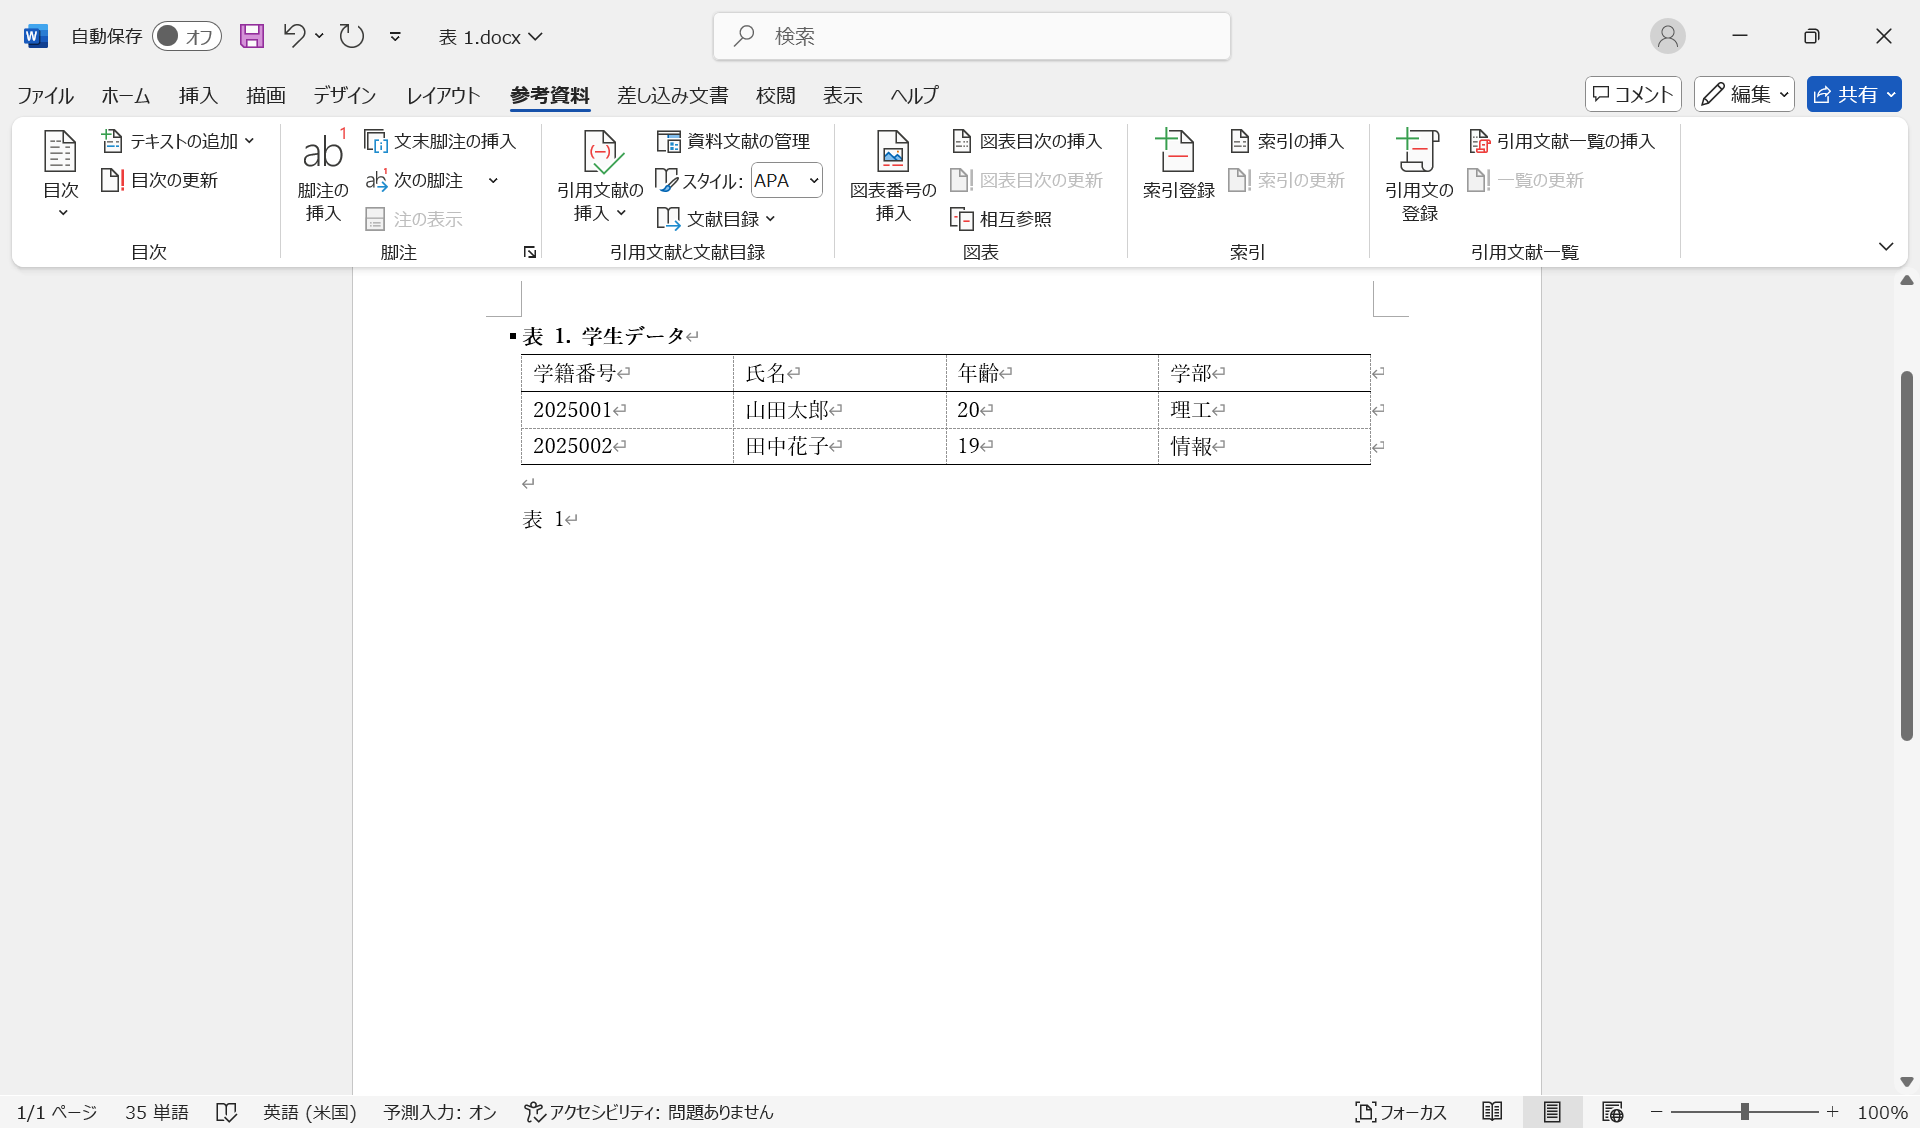 自動保存 オフ 表 1.docx 検索
ファイル ホーム 挿入 描画 デザイン レイアウト 参考資料 差し込み文書 校閲 表示 ヘルプ コメント 編集 共有
目次
テキストの追加
目次の更新
目次
ab1
脚注の
挿入
文末脚注の挿入
次の脚注
注の表示
脚注
引用文献の
挿入
資料文献の管理
スタイル: APA
文献目録
引用文献と文献目録
図表番号の
挿入
図表目次の挿入
図表目次の更新
相互参照
図表
索引登録
索引の挿入
索引の更新
索引
引用文の
登録
引用文献一覧の挿入
一覧の更新
引用文献一覧
表 1. 学生データ
学籍番号 氏名 年齢 学部
2025001 山田太郎 20 理工
2025002 田中花子 19 情報
表 1
1/1 ページ 35 単語 英語 (米国) 予測入力: オン アクセシビリティ: 問題ありません フォーカス 100%